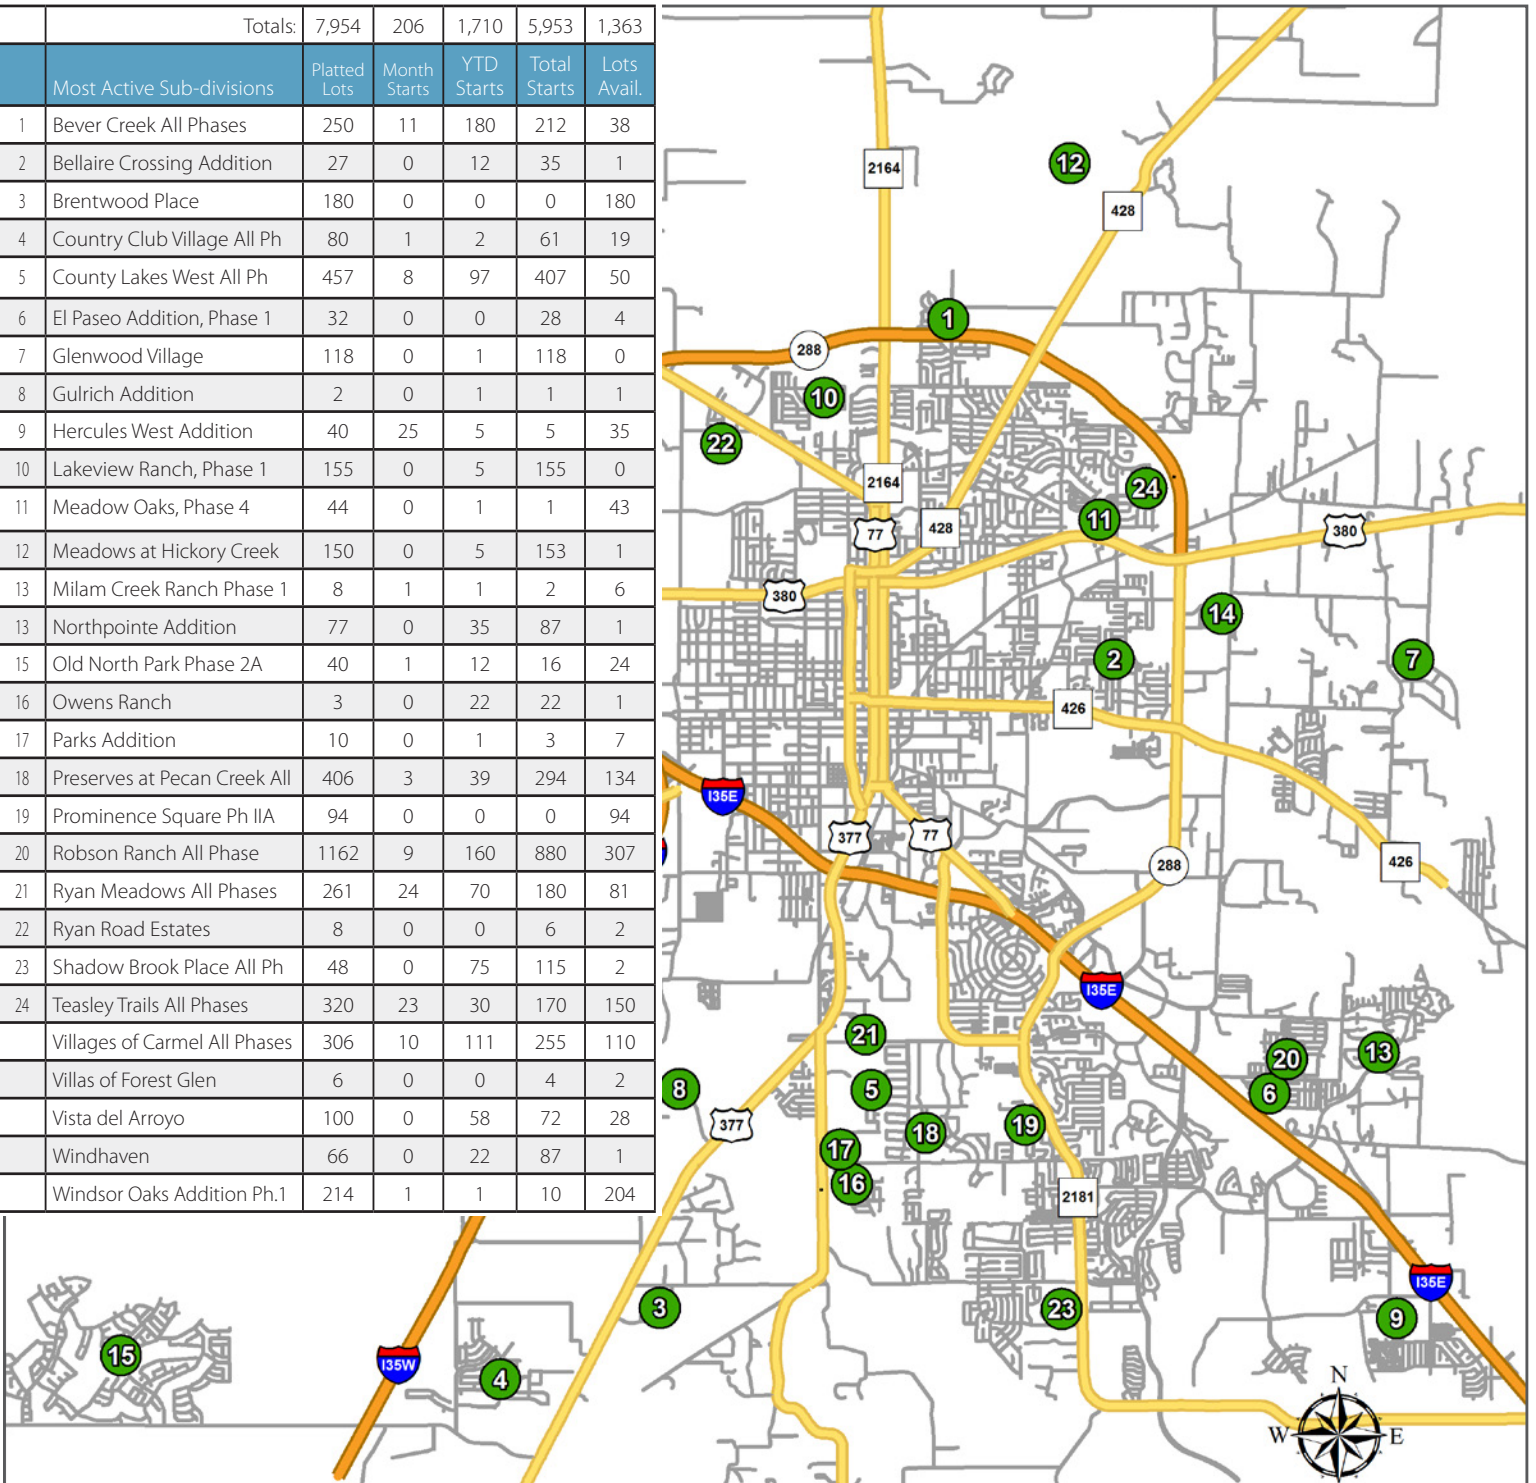 Totals: 7,954 206 1,710 5,953 1,363
Most Active Sub-divisions Platted Lots Month Starts YTD Starts Total Starts Lots Avail.
1 Bever Creek All Phases 250 11 180 212 38
2 Bellaire Crossing Addition 27 0 12 35 1
3 Brentwood Place 180 0 0 0 180
4 Country Club Village All Ph 80 1 2 61 19
5 County Lakes West All Ph 457 8 97 407 50
6 El Paseo Addition, Phase 1 32 0 0 28 4
7 Glenwood Village 118 0 1 118 0
8 Gulrich Addition 2 0 1 1 1
9 Hercules West Addition 40 25 5 5 35
10 Lakeview Ranch, Phase 1 155 0 5 155 0
11 Meadow Oaks, Phase 4 44 0 1 1 43
12 Meadows at Hickory Creek 150 0 5 153 1
13 Milam Creek Ranch Phase 1 8 1 1 2 6
13 Northpointe Addition 77 0 35 87 1
15 Old North Park Phase 2A 40 1 12 16 24
16 Owens Ranch 3 0 22 22 1
17 Parks Addition 10 0 1 3 7
18 Preserves at Pecan Creek All 406 3 39 294 134
19 Prominence Square Ph IIA 94 0 0 0 94
20 Robson Ranch All Phase 1162 9 160 880 307
21 Ryan Meadows All Phases 261 24 70 180 81
22 Ryan Road Estates 8 0 0 6 2
23 Shadow Brook Place All Ph 48 0 75 115 2
24 Teasley Trails All Phases 320 23 30 170 150
Villages of Carmel All Phases 306 10 111 255 110
Villas of Forest Glen 6 0 0 4 2
Vista del Arroyo 100 0 58 72 28
Windhaven 66 0 22 87 1
Windsor Oaks Addition Ph.1 214 1 1 10 204
2164
12
428
1
288
10
22
2164
24
11
77
428
380
380
14
2
7
426
I35E
377
77
288
426
I35E
21
20
13
8
5
6
377
18
19
17
16
2181
I35E
3
23
9
15
I35W
4
N
W
E